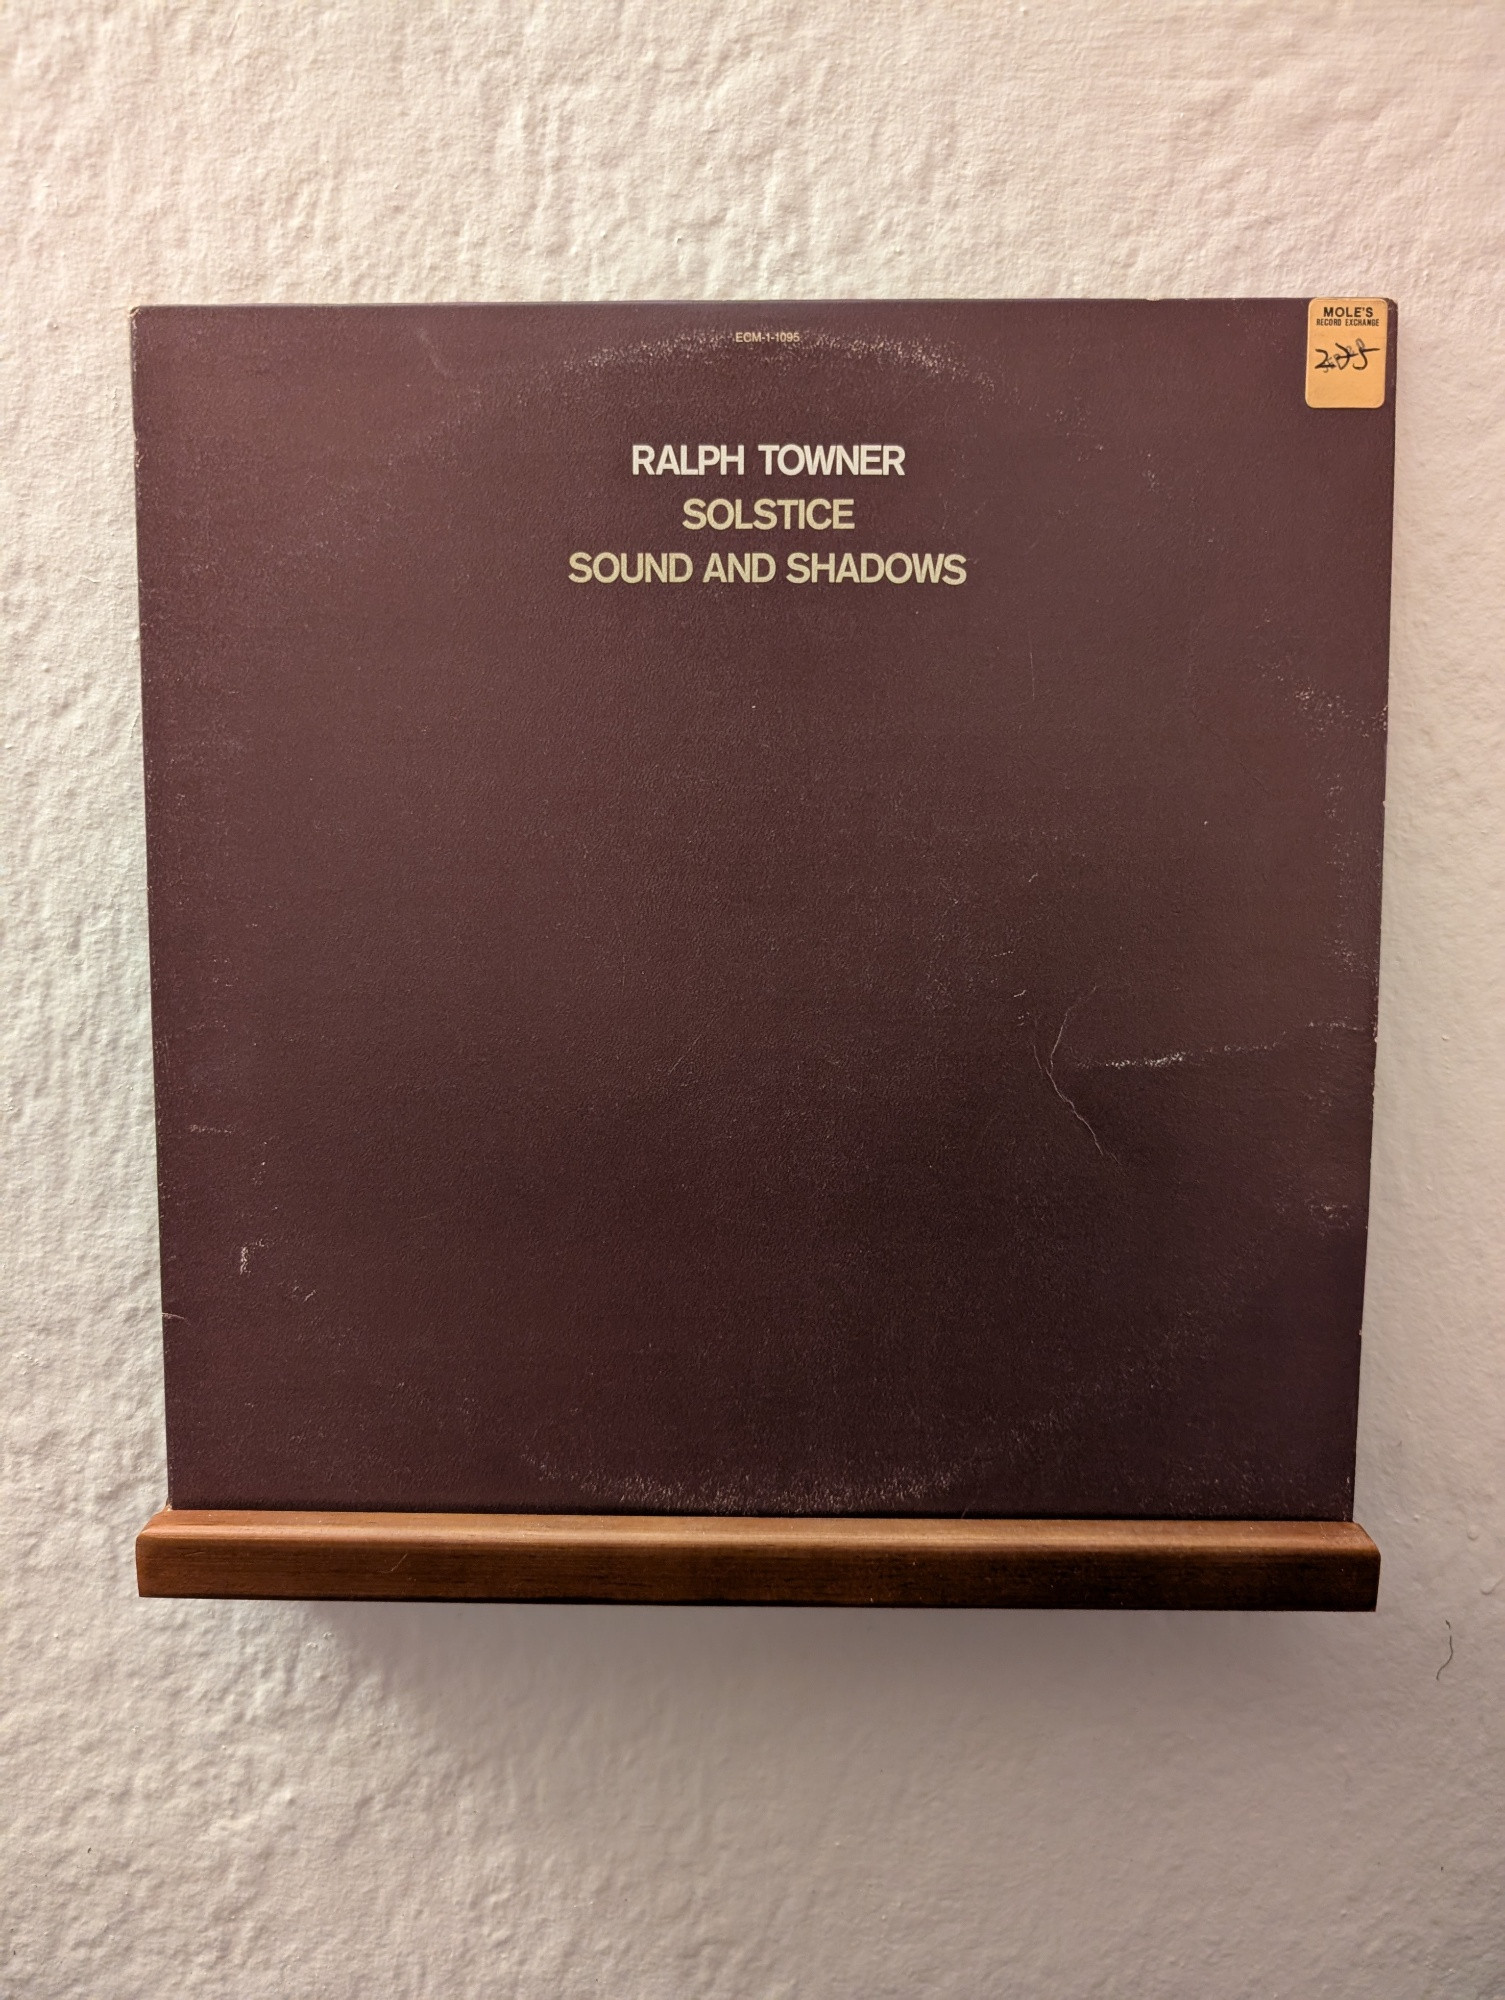 ECM-1-1095
MOLE'S
RECORD EXCHANGE
RALPH TOWNER
SOLSTICE
SOUND AND SHADOWS